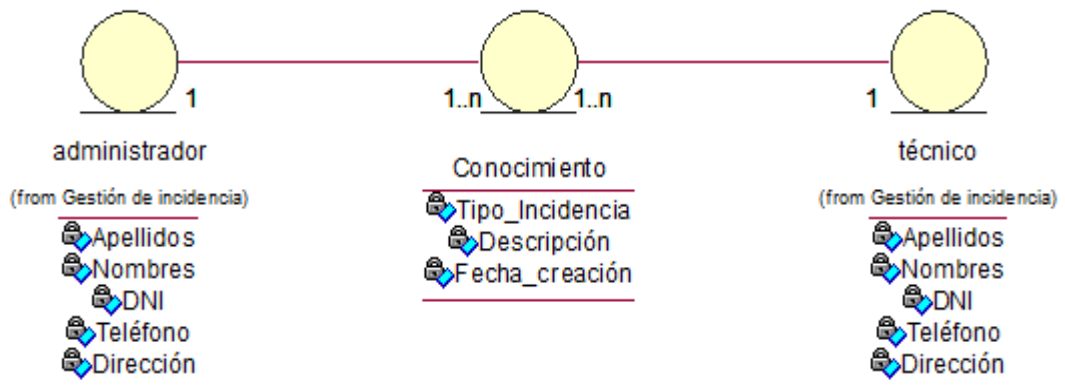 1
1..n
1..n
1
administrador
(from Gestión de incidencia)
Apellidos
Nombres
DNI
Teléfono
Dirección
Conocimiento
Tipo_Incidencia
Descripción
Fecha_creación
técnico
(from Gestión de incidencia)
Apellidos
Nombres
DNI
Teléfono
Dirección